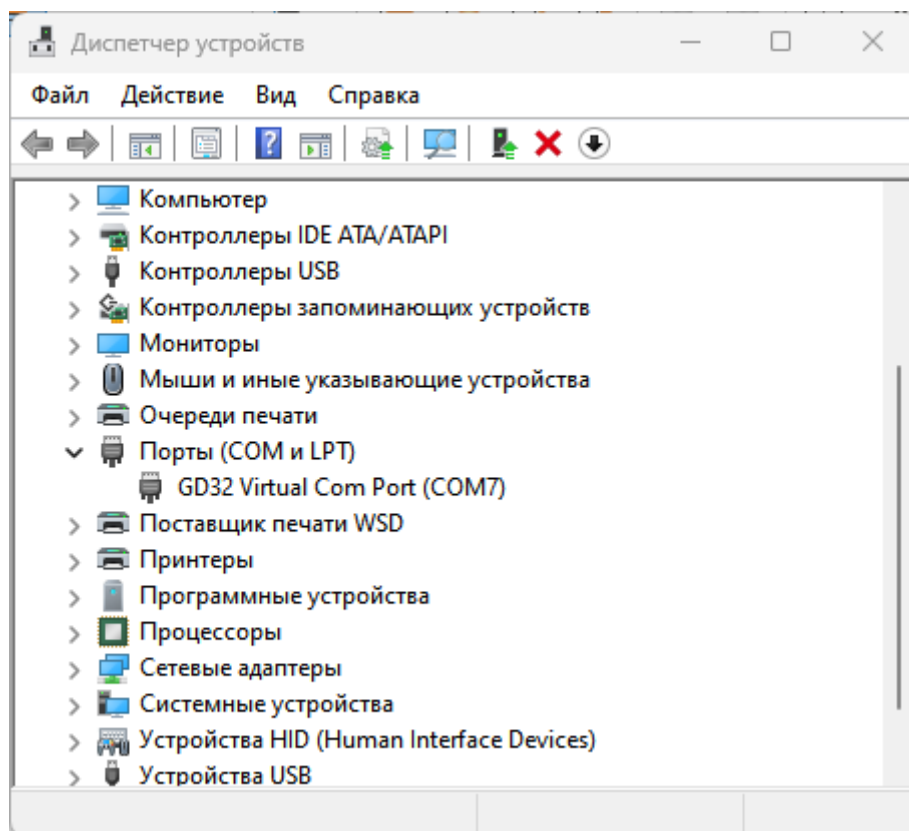 Диспетчер устройств
Файл Действие Вид Справка
Компьютер
Контроллеры IDE ATA/ATAPI
Контроллеры USB
Контроллеры запоминающих устройств
Мониторы
Мыши и иные указывающие устройства
Очереди печати
Порты (COM и LPT)
GD32 Virtual Com Port (COM7)
Поставщик печати WSD
Принтеры
Программные устройства
Процессоры
Сетевые адаптеры
Системные устройства
Устройства HID (Human Interface Devices)
Устройства USB